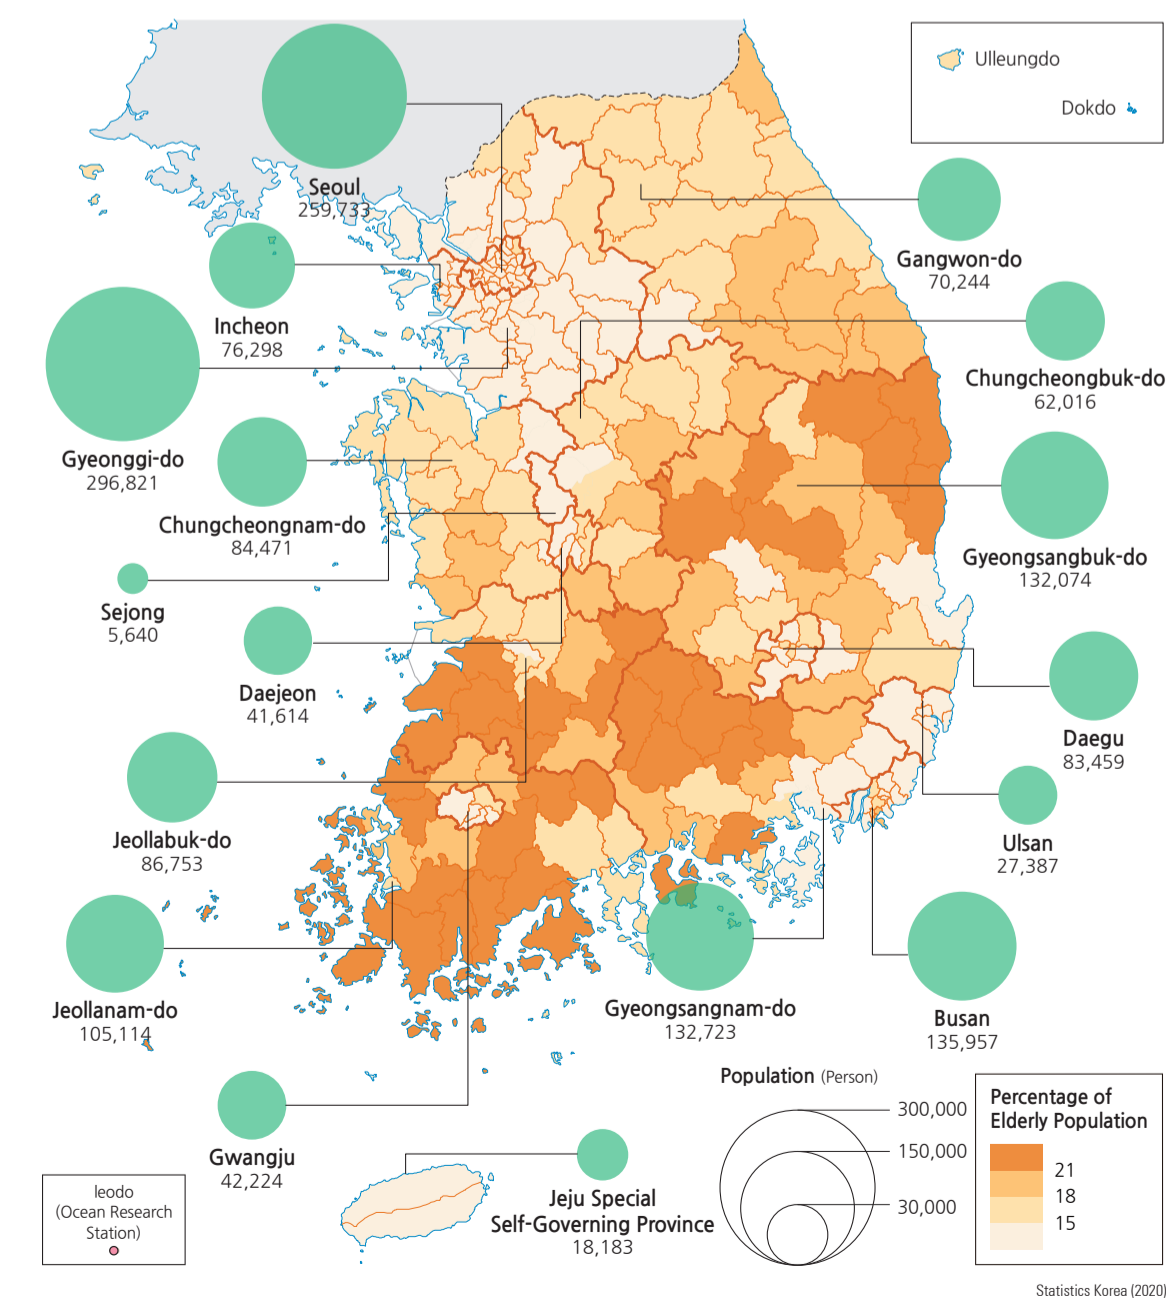 Ulleungdo
Dokdo
Seoul
259,733
Gangwon-do
70,244
Incheon
76,298
Chungcheongbuk-do
62,016
Gyeonggi-do
296,821
Chungcheongnam-do
84,471
Gyeongsangbuk-do
132,074
Sejong
5,640
Daejeon
41,614
Daegu
83,459
Jeollabuk-do
86,753
Ulsan
27,387
Jeollanam-do
105,114
Gyeongsangnam-do
132,723
Busan
135,957
Gwangju
42,224
Jeju Special
Self-Governing Province
18,183
Ieodo
(Ocean Research
Station)
Population (Person)
300,000
150,000
30,000
Percentage of
Elderly Population
21
18
15
Statistics Korea (2020)